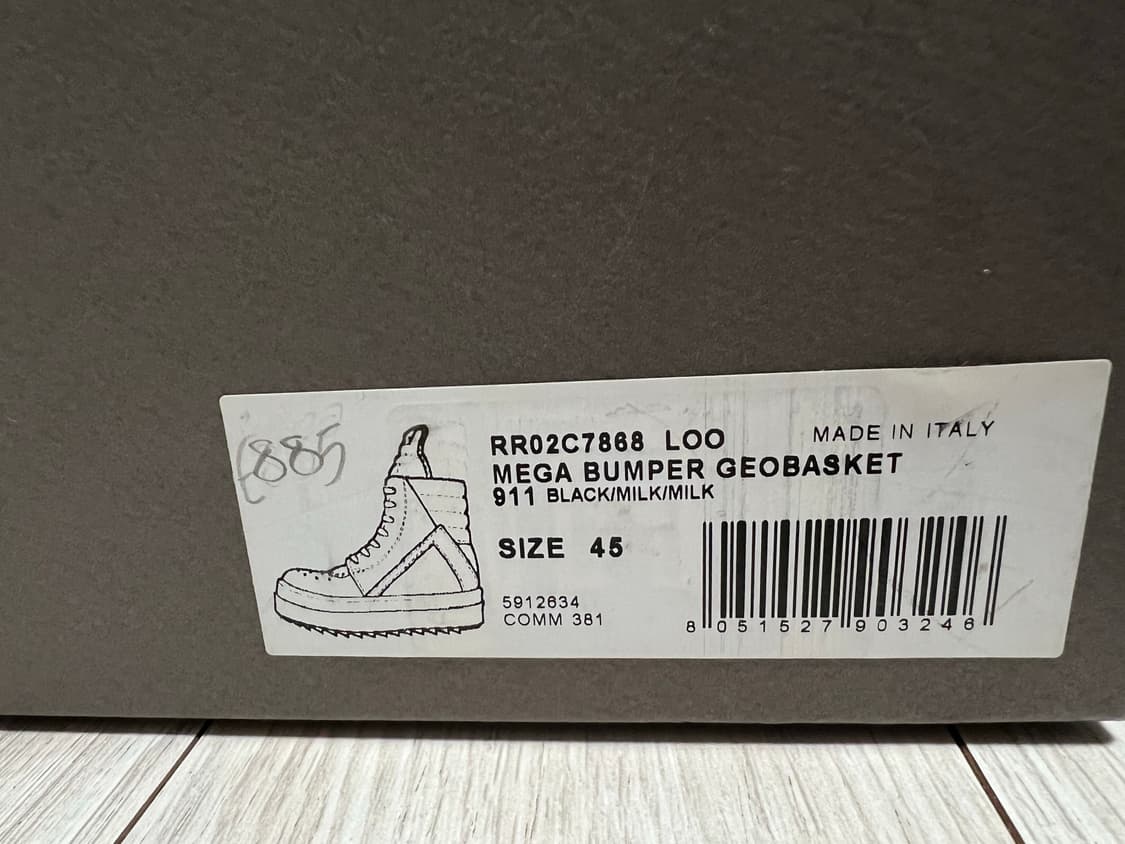 (885)
RR02C7868 LOO
MADE IN ITALY
MEGA BUMPER GEOBASKET
911 BLACK/MILK/MILK
SIZE 45
5912634
COMM 381
8 051527 903246